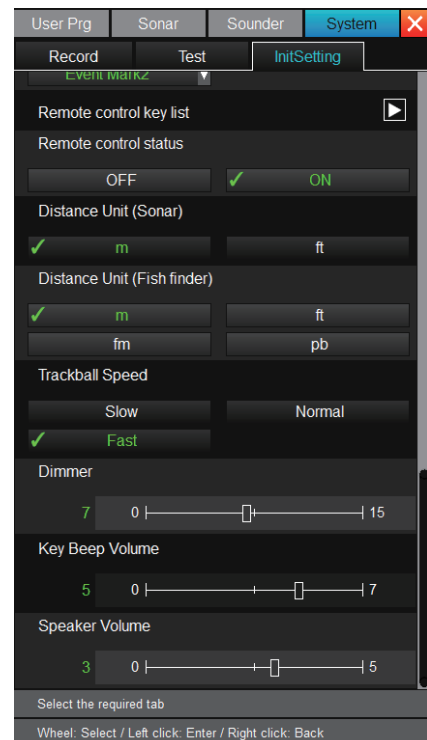 User Prg Sonar Sounder System
Record Test InitSetting
Event Mark2
Remote control key list
Remote control status
OFF ON
Distance Unit (Sonar)
m ft
Distance Unit (Fish finder)
m ft
fm pb
Trackball Speed
Slow Normal
Fast
Dimmer
7 0 15
Key Beep Volume
5 0 7
Speaker Volume
3 0 5
Select the required tab
Wheel: Select / Left click: Enter / Right click: Back